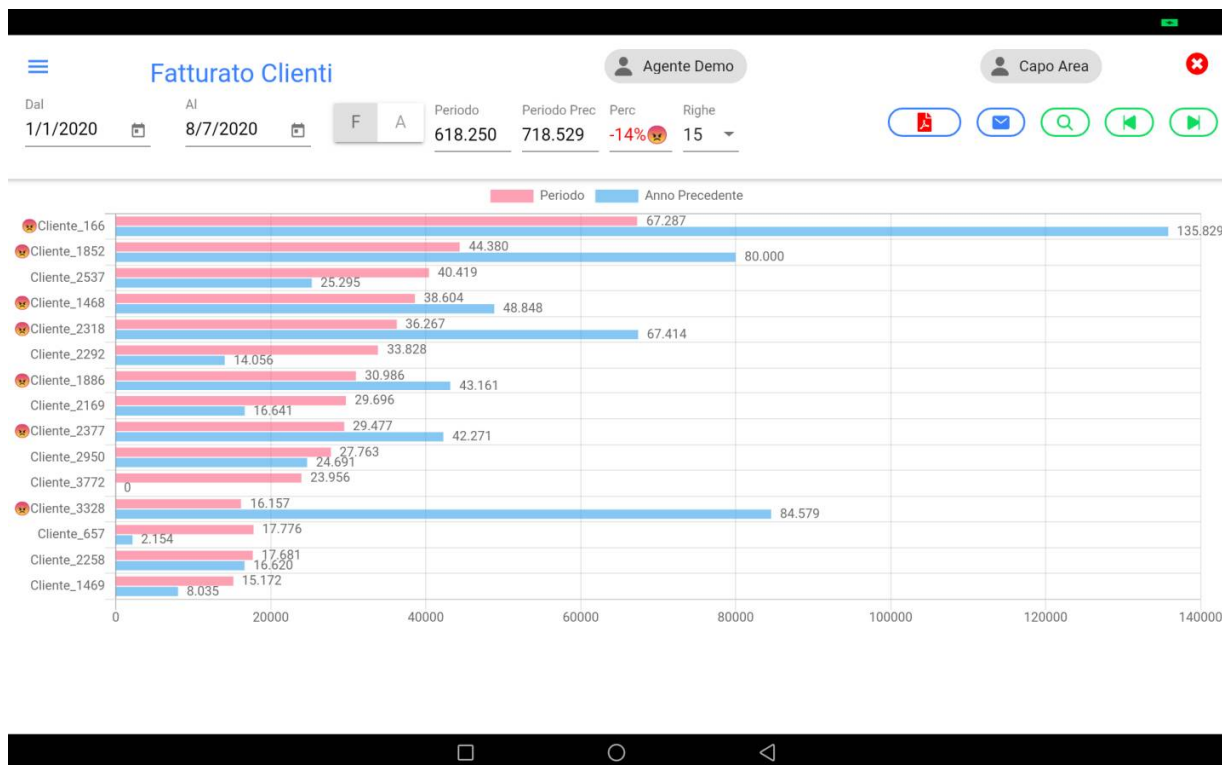 Fatturato Clienti
Agente Demo
Capo Area
Dal
Al
Periodo
Periodo Prec
Perc
Righe
1/1/2020
8/7/2020
F
A
618.250
718.529
-14%
15
Periodo
Anno Precedente
Cliente_166
67.287
135.829
Cliente_1852
44.380
80.000
Cliente_2537
40.419
25.295
Cliente_1468
38.604
48.848
Cliente_2318
36.267
67.414
Cliente_2292
33.828
14.056
Cliente_1886
30.986
43.161
Cliente_2169
29.696
16.641
Cliente_2377
29.477
42.271
Cliente_2950
27.763
24.691
Cliente_3772
23.956
0
Cliente_3328
16.157
84.579
Cliente_657
17.776
2.154
Cliente_2258
17.681
16.620
Cliente_1469
15.172
8.035
0
20000
40000
60000
80000
100000
120000
140000